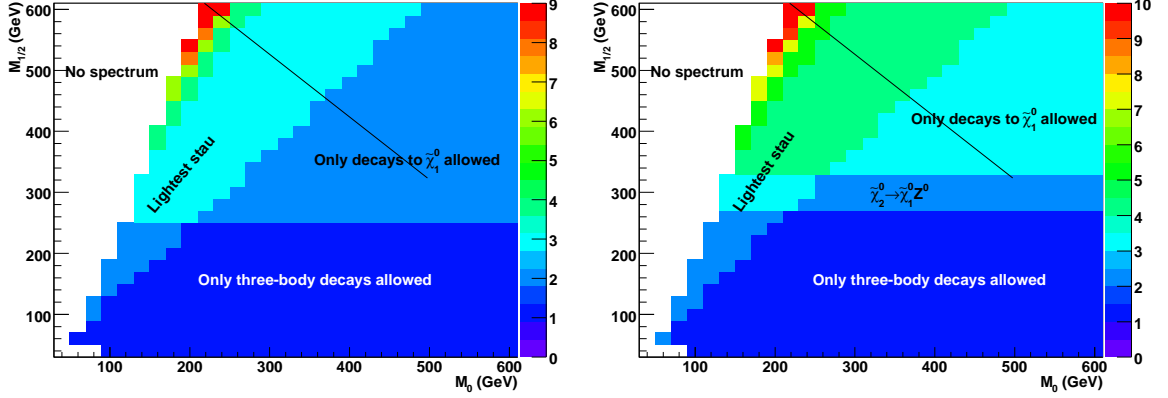 M1/2 (GeV)
600
500
400
300
200
100
No spectrum
Lightest stau
Only decays to χ̃₁⁰ allowed
Only three-body decays allowed
100 200 300 400 500 600
M0 (GeV)
9
8
7
6
5
4
3
2
1
0
M1/2 (GeV)
600
500
400
300
200
100
No spectrum
Lightest stau
Only decays to χ̃₁⁰ allowed
χ̃₂⁰→χ̃₁⁰Z⁰
Only three-body decays allowed
100 200 300 400 500 600
M0 (GeV)
10
9
8
7
6
5
4
3
2
1
0